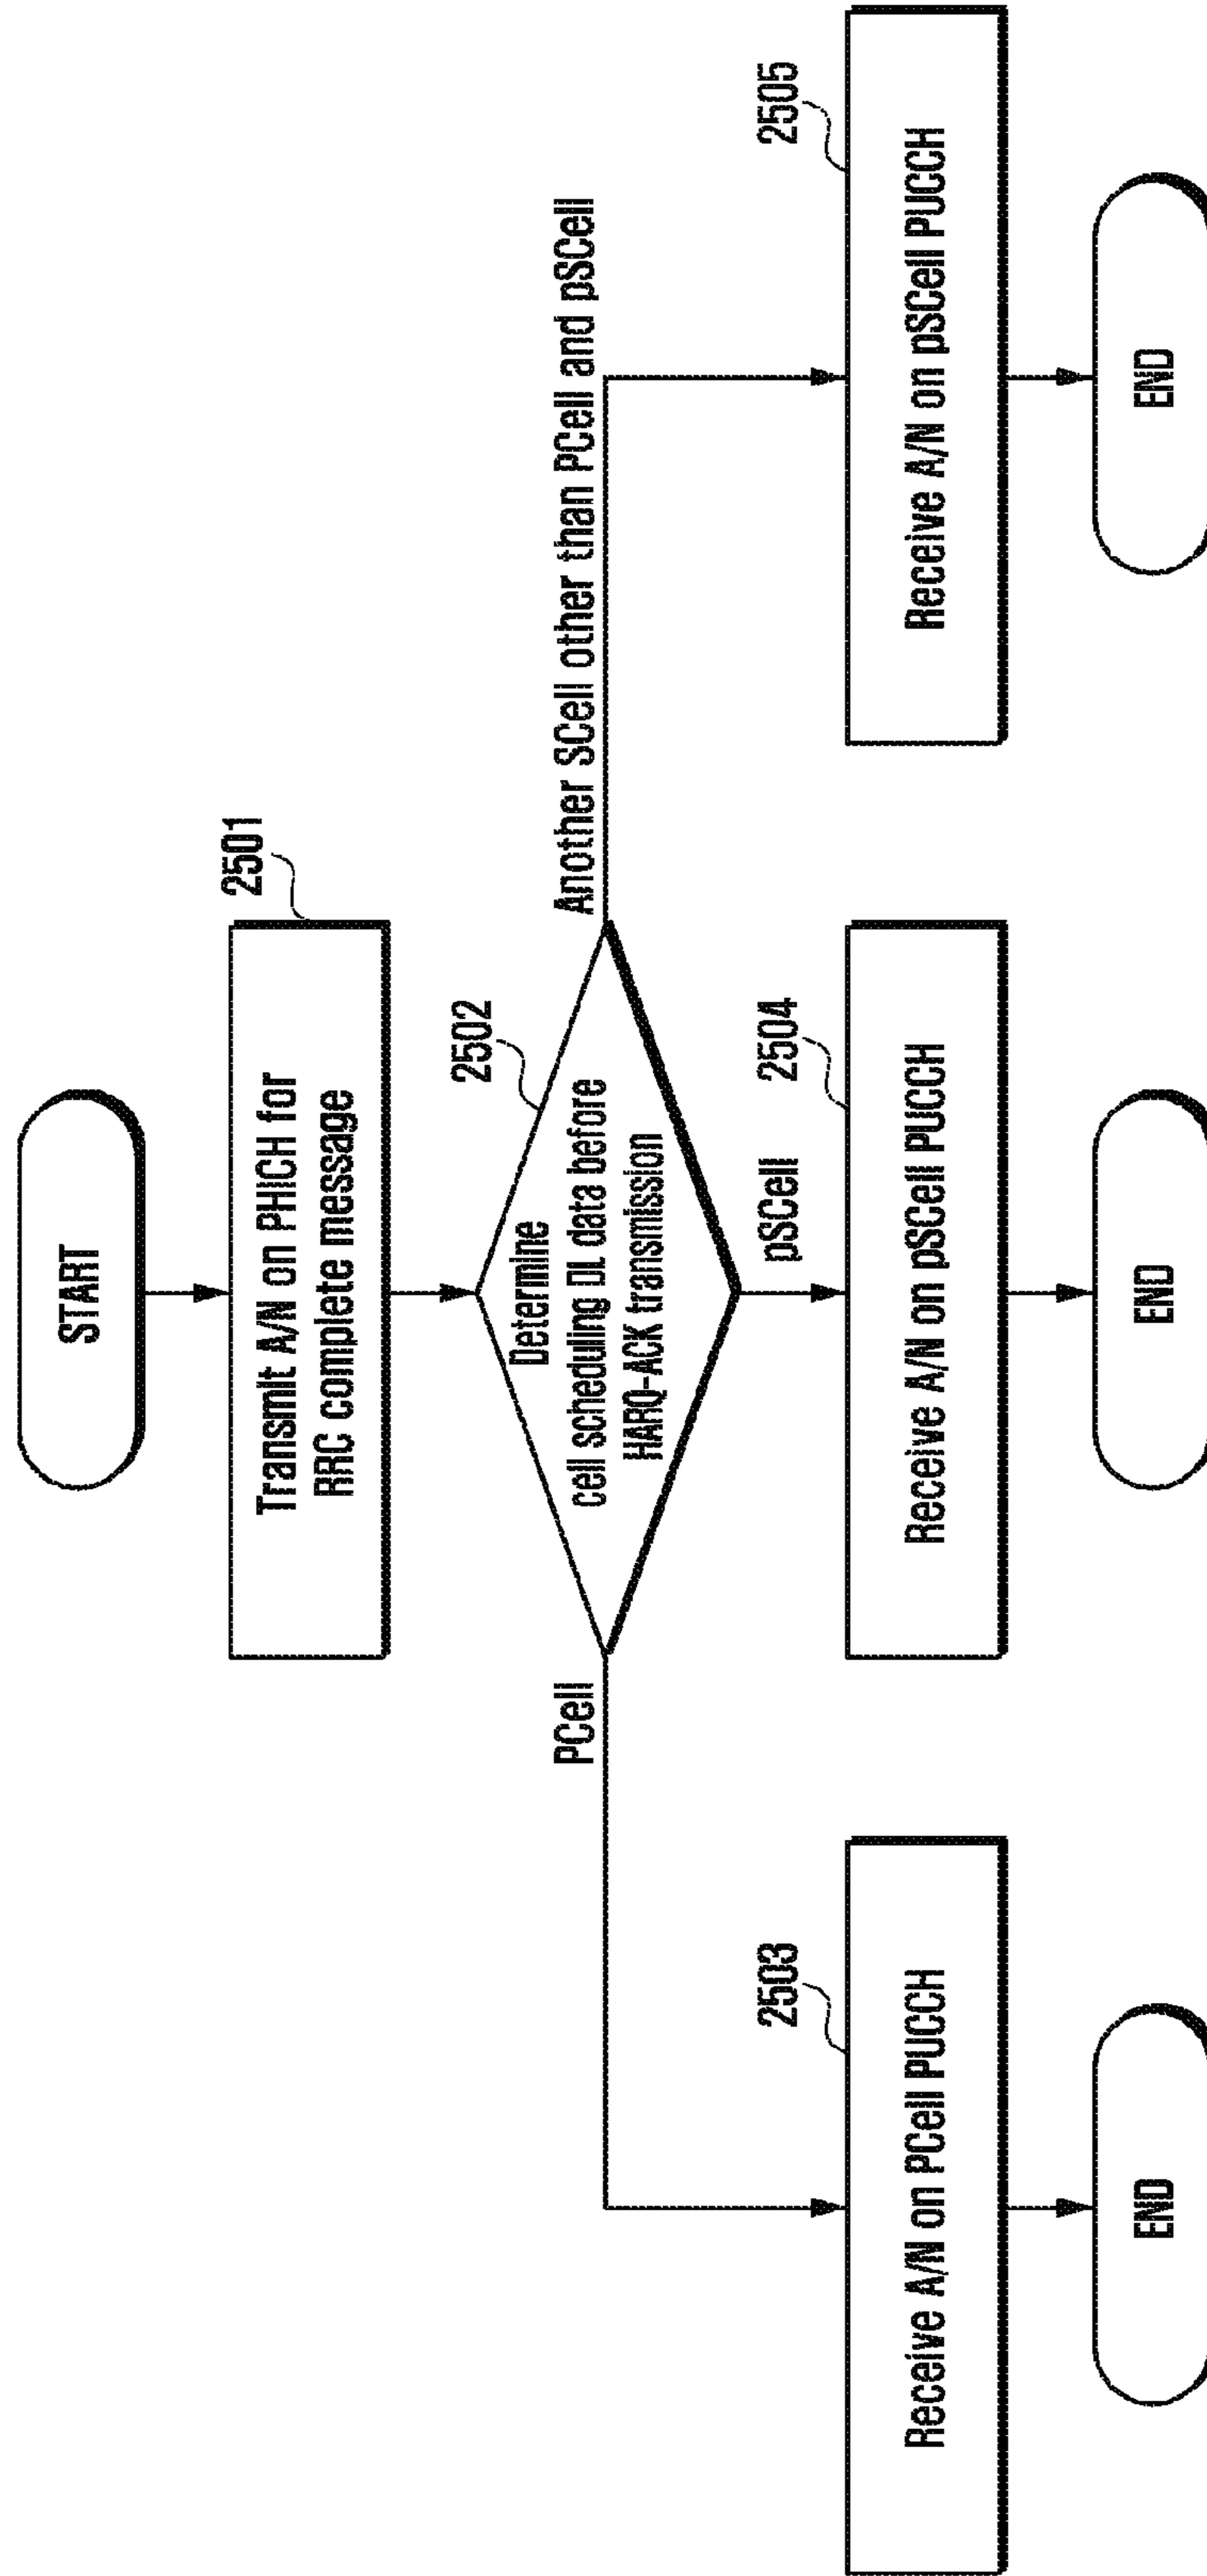 START
2501
Transmit A/N on PHICH for
RRC complete message
2502
Determine
cell scheduling DL data before
HARQ-ACK transmission
PCell
Another SCell other than PCell and pSCell
pSCell
2503
Receive A/N on PCell PUCCH
2504
Receive A/N on pSCell PUCCH
2505
Receive A/N on pSCell PUCCH
END
END
END